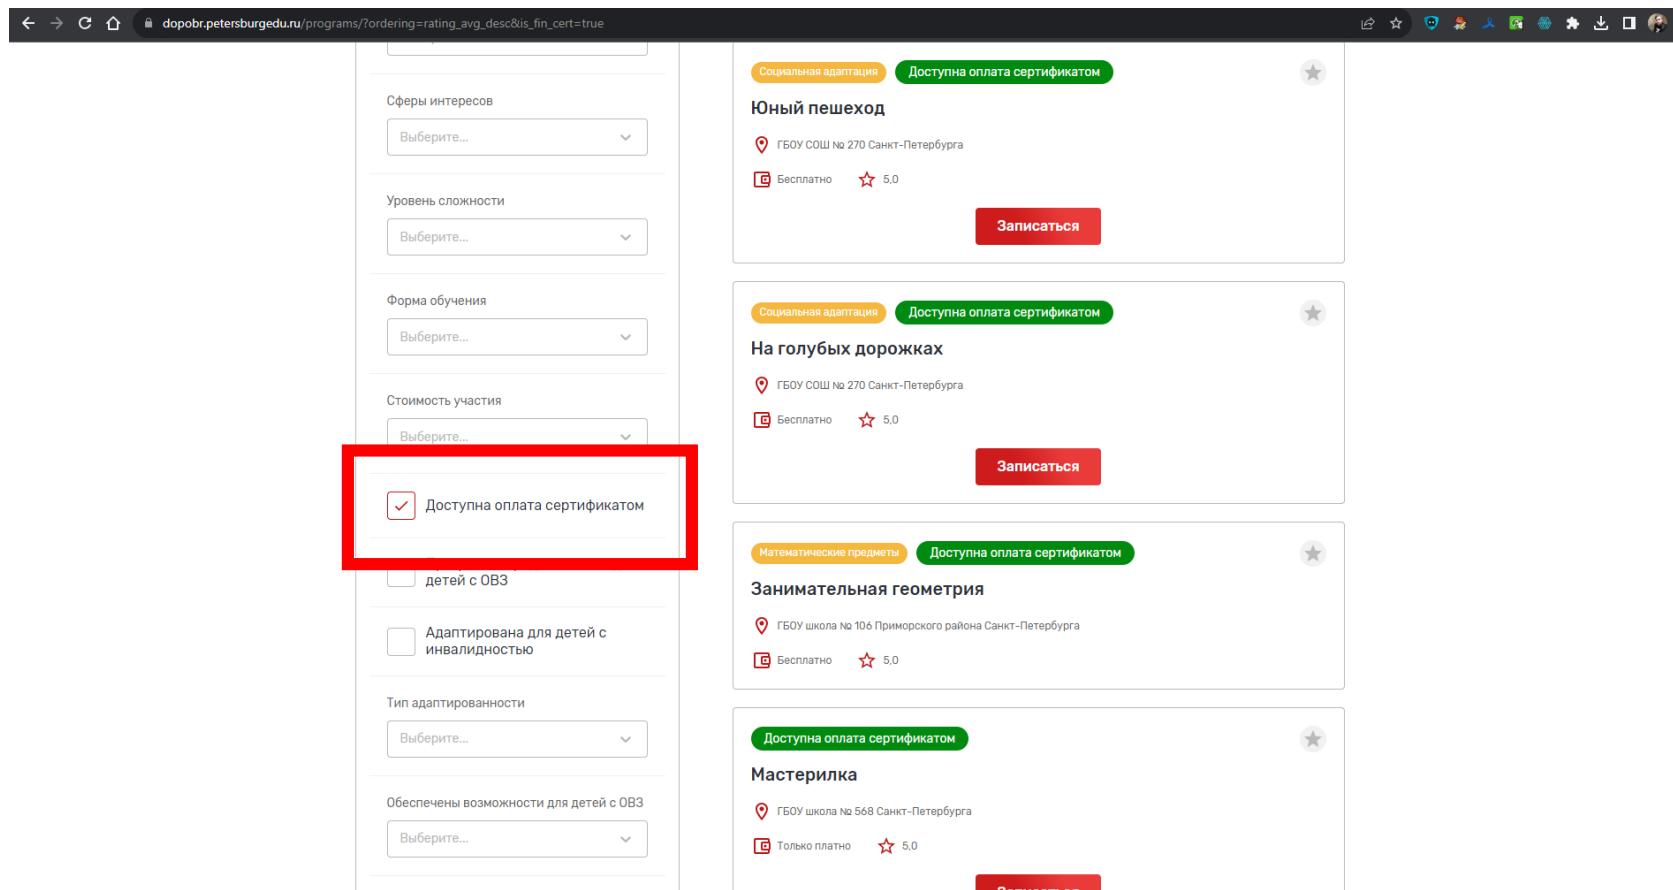 dopobr.petersburgedu.ru/programs/?ordering=rating_avg_desc&is_fin_cert=true
Сферы интересов
Выберите...
Уровень сложности
Выберите...
Форма обучения
Выберите...
Стоимость участия
Выберите...
Доступна оплата сертификатом
детей с ОВЗ
Адаптирована для детей с
инвалидностью
Тип адаптированности
Выберите...
Обеспечены возможности для детей с ОВЗ
Выберите...
Социальная адаптация Доступна оплата сертификатом
Юный пешеход
ГБОУ СОШ № 270 Санкт-Петербурга
Бесплатно 5,0
Записаться
Социальная адаптация Доступна оплата сертификатом
На голубых дорожках
ГБОУ СОШ № 270 Санкт-Петербурга
Бесплатно 5,0
Записаться
Математические предметы Доступна оплата сертификатом
Занимательная геометрия
ГБОУ школа № 106 Приморского района Санкт-Петербурга
Бесплатно 5,0
Доступна оплата сертификатом
Мастерилка
ГБОУ школа № 568 Санкт-Петербурга
Только платно 5,0